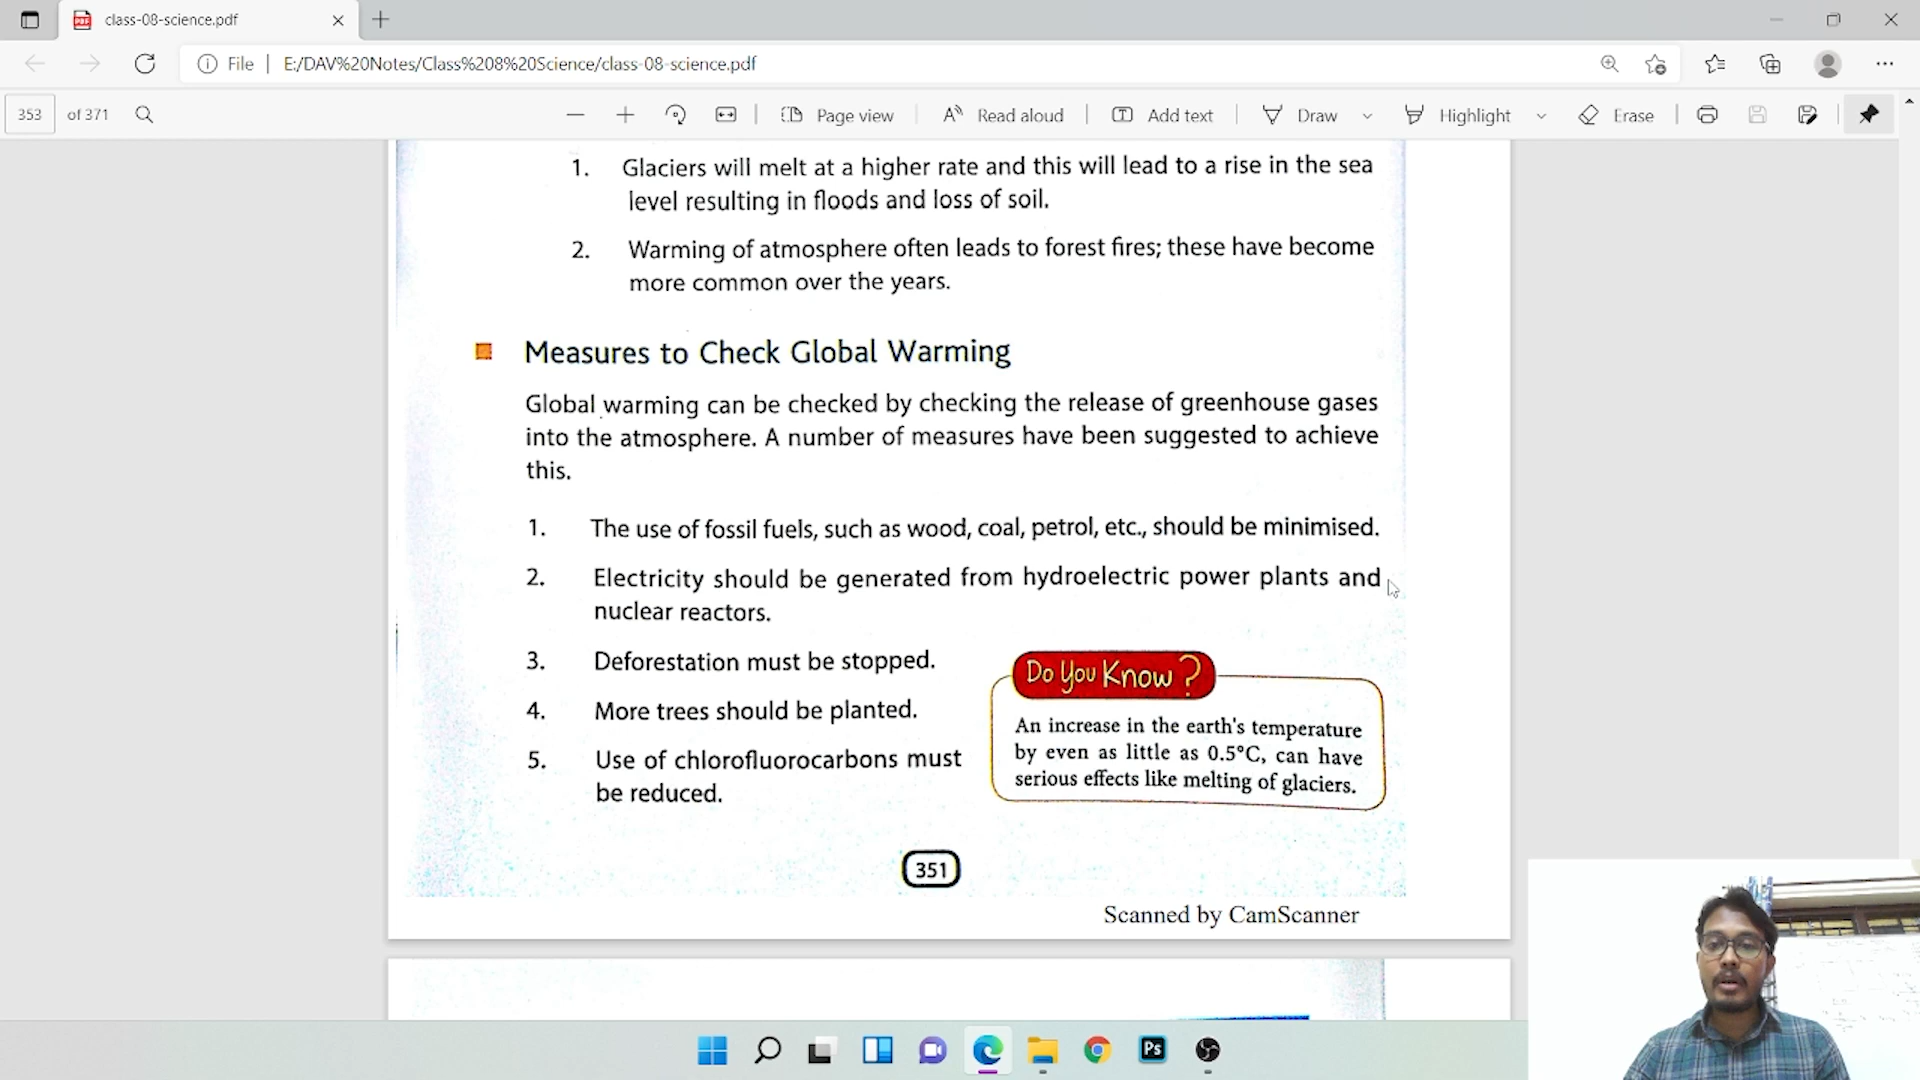 class-08-science.pdf
File
E:/DAV%20Notes/Class%208%20Science/class-08-science.pdf
353 of 371
Page view
Read aloud
Add text
Draw
Highlight
Erase
1. Glaciers will melt at a higher rate and this will lead to a rise in the sea
level resulting in floods and loss of soil.
2. Warming of atmosphere often leads to forest fires; these have become
more common over the years.
Measures to Check Global Warming
Global warming can be checked by checking the release of greenhouse gases
into the atmosphere. A number of measures have been suggested to achieve
this.
1. The use of fossil fuels, such as wood, coal, petrol, etc., should be minimised.
2. Electricity should be generated from hydroelectric power plants and
nuclear reactors.
3. Deforestation must be stopped.
4. More trees should be planted.
5. Use of chlorofluorocarbons must
be reduced.
Do You Know ?
An increase in the earth's temperature
by even as little as 0.5°C, can have
serious effects like melting of glaciers.
351
Scanned by CamScanner
Ps